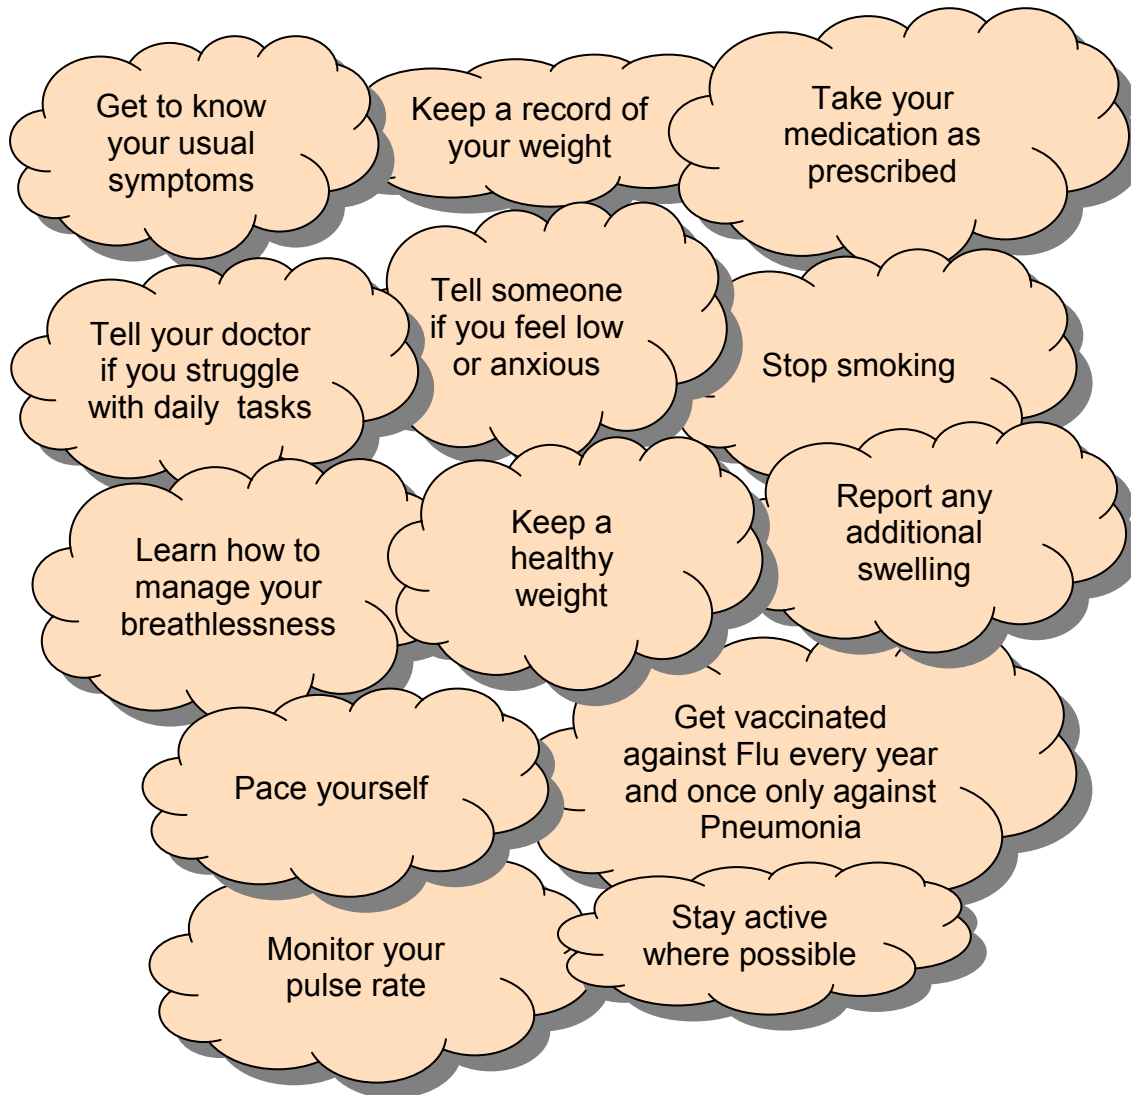 Get to know
your usual
symptoms
Keep a record of
your weight
Take your
medication as
prescribed
Tell your doctor
if you struggle
with daily  tasks
Tell someone
if you feel low
or anxious
Stop smoking
Learn how to
manage your
breathlessness
Keep a
healthy
weight
Report any
additional
swelling
Pace yourself
Get vaccinated
against Flu every year
and once only against
Pneumonia
Monitor your
pulse rate
Stay active
where possible